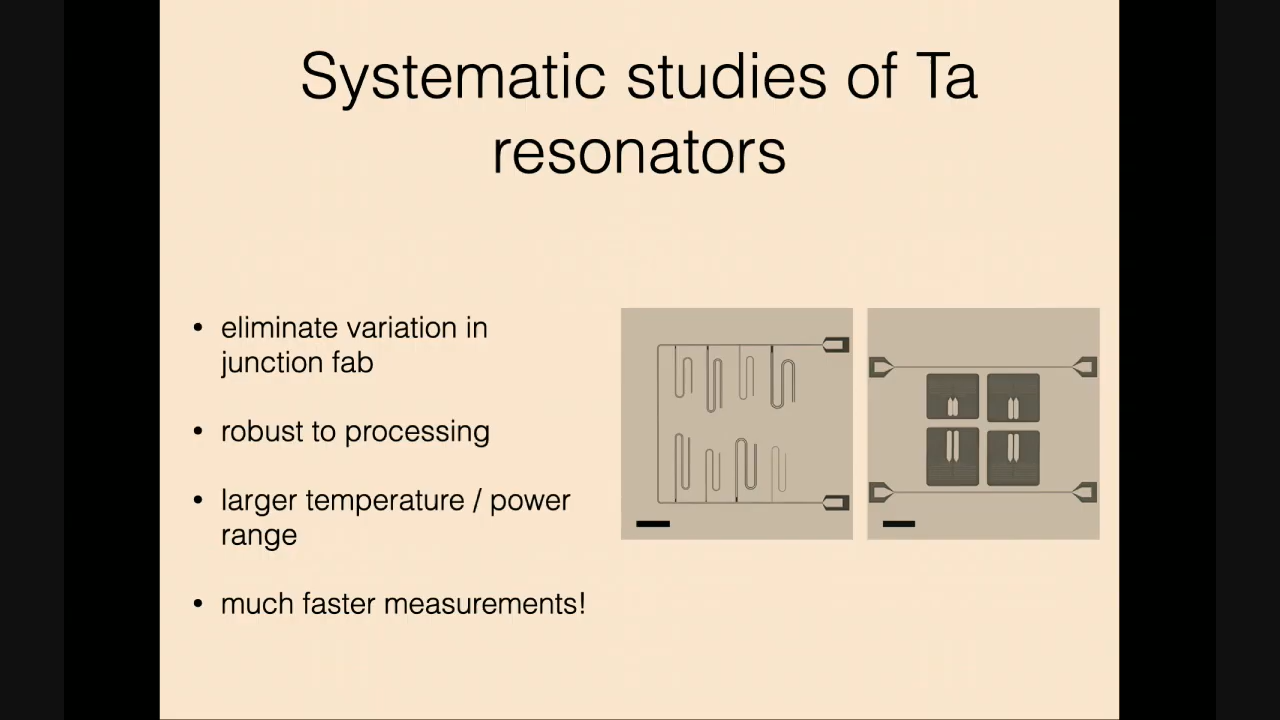 Systematic studies of Ta
resonators
• eliminate variation in
junction fab
• robust to processing
• larger temperature / power
range
• much faster measurements!